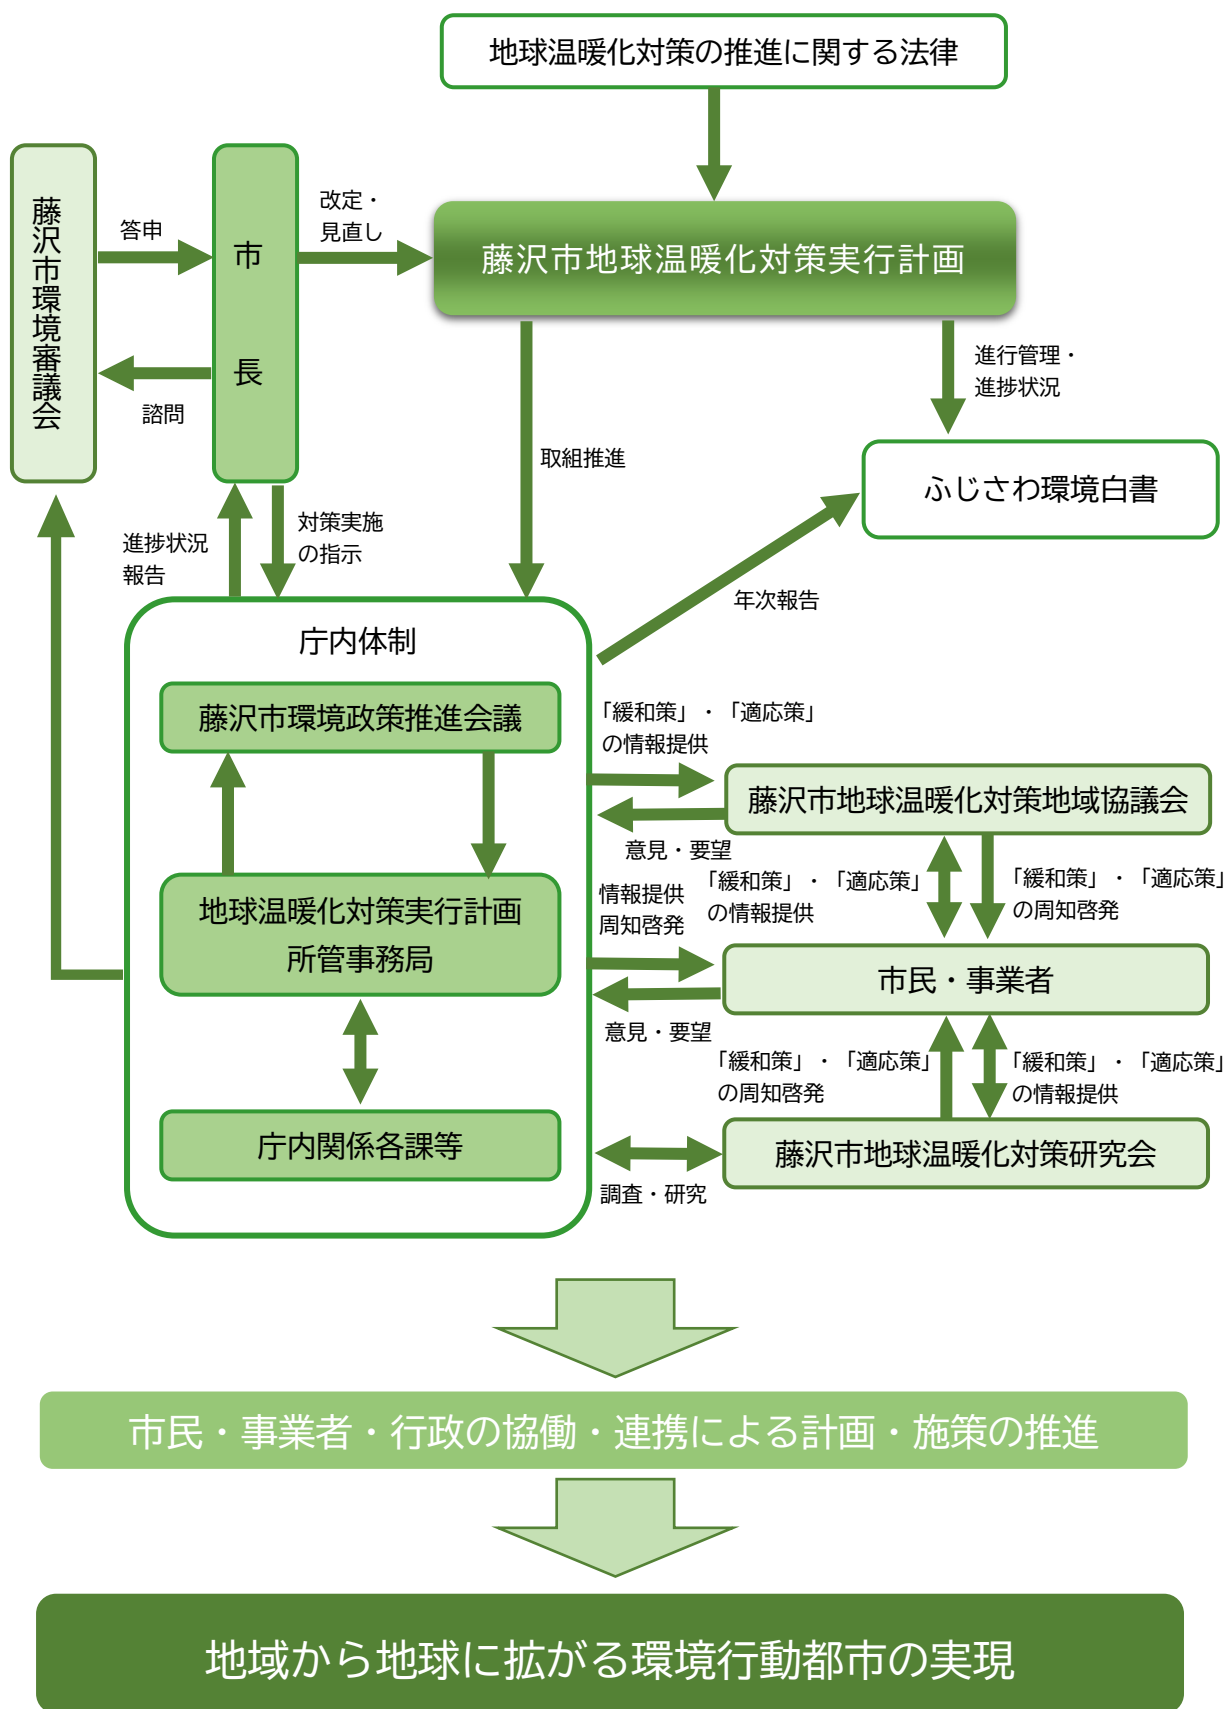 地球温暖化対策の推進に関する法律
藤沢市環境審議会
答申
諮問
市長
改定・
見直し
藤沢市地球温暖化対策実行計画
進行管理・
進捗状況
取組推進
ふじさわ環境白書
進捗状況
報告
対策実施
の指示
年次報告
庁内体制
藤沢市環境政策推進会議
地球温暖化対策実行計画
所管事務局
庁内関係各課等
「緩和策」・「適応策」
の情報提供
藤沢市地球温暖化対策地域協議会
意見・要望
情報提供
周知啓発
「緩和策」・「適応策」
の情報提供
「緩和策」・「適応策」
の周知啓発
市民・事業者
意見・要望
「緩和策」・「適応策」
の周知啓発
「緩和策」・「適応策」
の情報提供
藤沢市地球温暖化対策研究会
調査・研究
市民・事業者・行政の協働・連携による計画・施策の推進
地域から地球に拡がる環境行動都市の実現